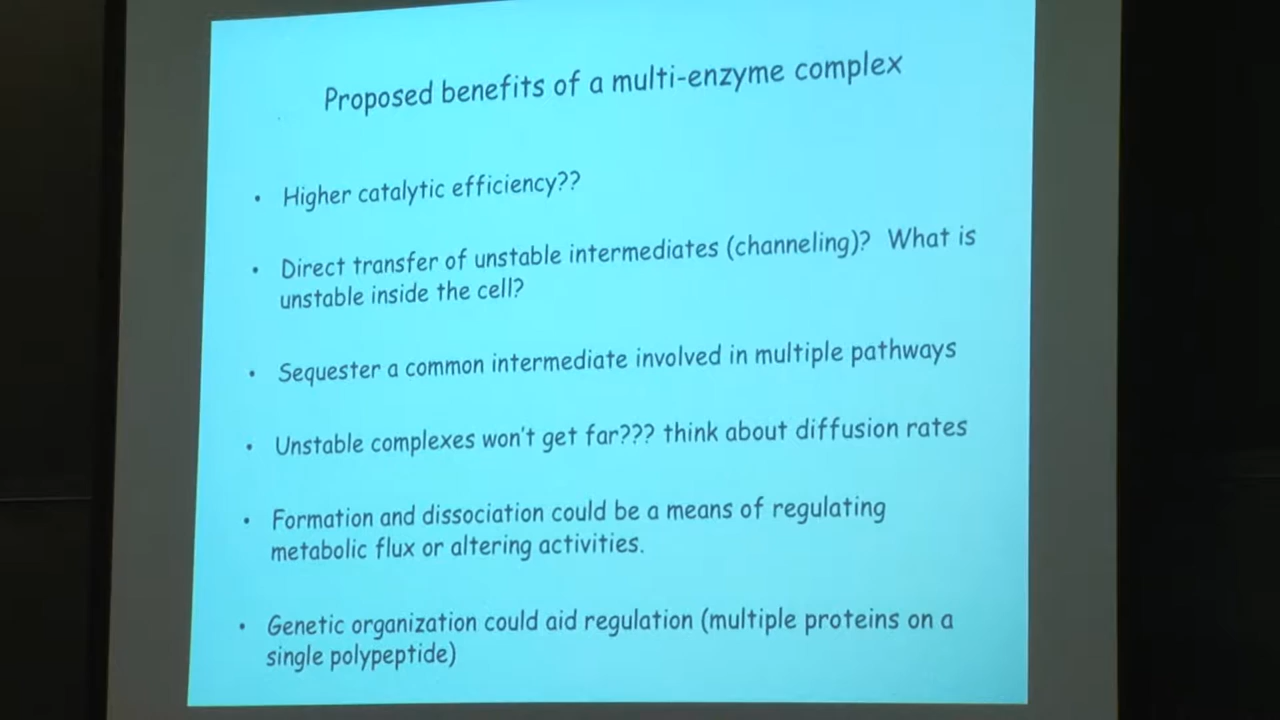 Proposed benefits of a multi-enzyme complex
• Higher catalytic efficiency??
• Direct transfer of unstable intermediates (channeling)? What is
unstable inside the cell?
• Sequester a common intermediate involved in multiple pathways
• Unstable complexes won't get far??? think about diffusion rates
• Formation and dissociation could be a means of regulating
metabolic flux or altering activities.
• Genetic organization could aid regulation (multiple proteins on a
single polypeptide)